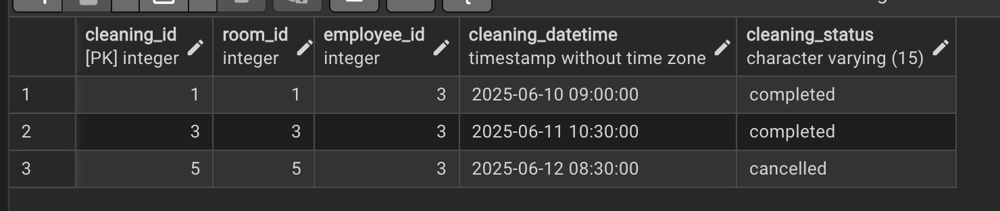 cleaning_id room_id employee_id cleaning_datetime cleaning_status
[PK] integer integer integer timestamp without time zone character varying (15)
1 1 1 3 2025-06-10 09:00:00 completed
2 3 3 3 2025-06-11 10:30:00 completed
3 5 5 3 2025-06-12 08:30:00 cancelled